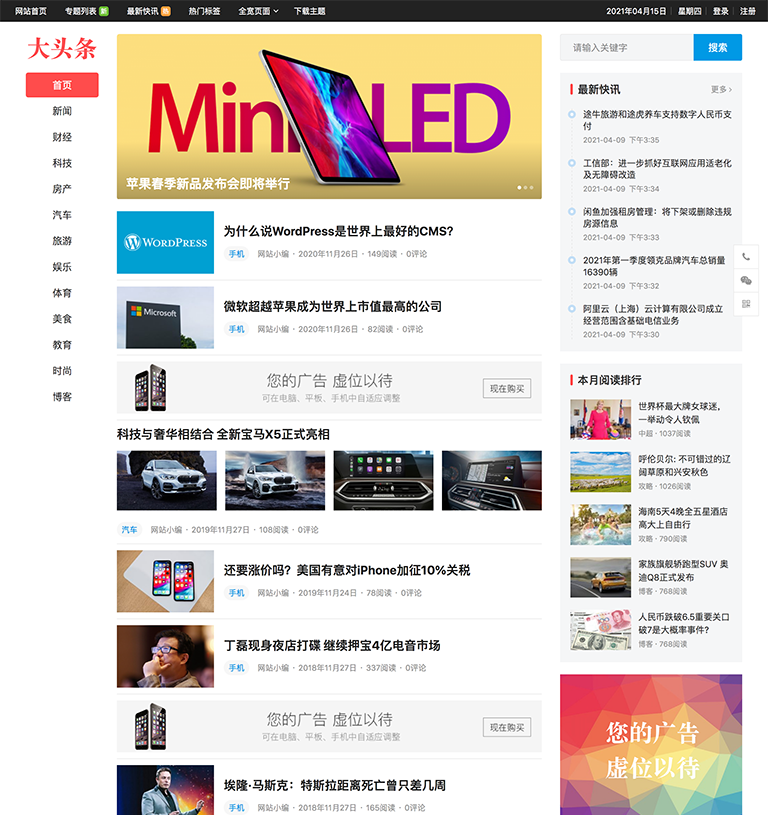 网站首页 专题列表 新 最新快讯 热 热门标签 全宽页面 下载主题 2021年04月15日 星期四 登录 注册
大头条
首页
新闻
财经
科技
房产
汽车
旅游
娱乐
体育
美食
教育
时尚
博客
Mini LED
苹果春季新品发布会即将举行
WORDPRESS
为什么说WordPress是世界上最好的CMS?
手机 网站小编 · 2020年11月26日 · 149阅读 · 0评论
Microsoft
微软超越苹果成为世界上市值最高的公司
手机 网站小编 · 2020年11月26日 · 82阅读 · 0评论
您的广告 虚位以待
可在电脑、平板、手机中自适应调整
现在购买
科技与奢华相结合 全新宝马X5正式亮相
汽车 网站小编 · 2019年11月27日 · 108阅读 · 0评论
还要涨价吗？美国有意对iPhone加征10%关税
手机 网站小编 · 2019年11月24日 · 78阅读 · 0评论
丁磊现身夜店打碟 继续押宝4亿电音市场
手机 网站小编 · 2018年11月27日 · 337阅读 · 0评论
您的广告 虚位以待
可在电脑、平板、手机中自适应调整
现在购买
埃隆·马斯克：特斯拉距离死亡曾只差几周
手机 网站小编 · 2018年11月27日 · 165阅读 · 0评论
请输入关键字 搜索
最新快讯 更多
途牛旅游和途虎养车支持数字人民币支
付
2021-04-09 下午3:35
工信部：进一步抓好互联网应用适老化
及无障碍改造
2021-04-09 下午3:34
闲鱼加强租房管理：将下架或删除违规
房源信息
2021-04-09 下午3:33
2021年第一季度领克品牌汽车总销量
16390辆
2021-04-09 下午3:32
阿里云（上海）云计算有限公司成立
经营范围含基础电信业务
2021-04-09 下午3:30
本月阅读排行
世界杯最大牌女球迷，
一举动令人钦佩
中超 · 1037阅读
呼伦贝尔: 不可错过的辽
阔草原和兴安秋色
攻略 · 1026阅读
海南5天4晚全五星酒店
高大上自由行
攻略 · 790阅读
家族旗舰轿跑型SUV 奥
迪Q8正式发布
博客 · 768阅读
人民币跌破6.5重要关口
破7是大概率事件?
博客 · 768阅读
您的广告
虚位以待